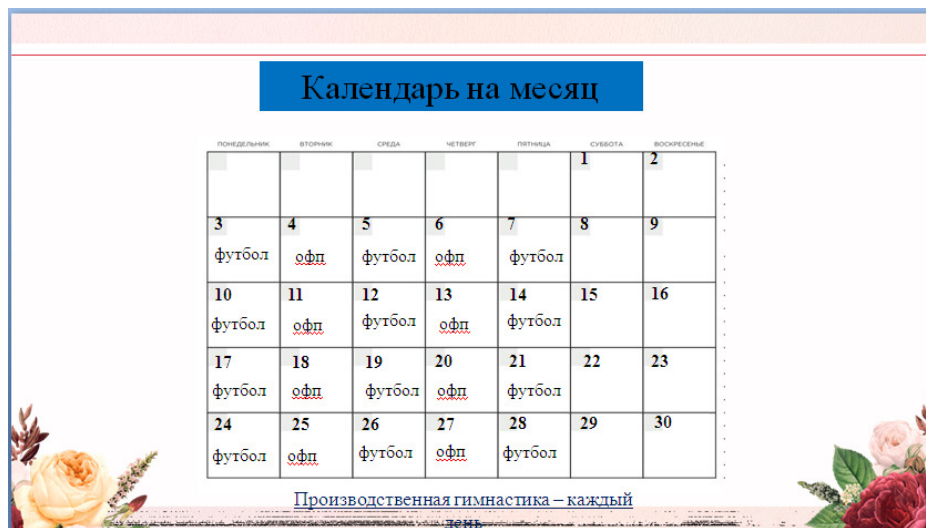 Календарь на месяц
ПОНЕДЕЛЬНИК ВТОРНИК СРЕДА ЧЕТВЕРГ ПЯТНИЦА СУББОТА ВОСКРЕСЕНЬЕ
1 2
3 4 5 6 7 8 9
футбол офп футбол офп футбол
10 11 12 13 14 15 16
футбол офп футбол офп футбол
17 18 19 20 21 22 23
футбол офп футбол офп футбол
24 25 26 27 28 29 30
футбол офп футбол офп футбол
Производственная гимнастика – каждый
день